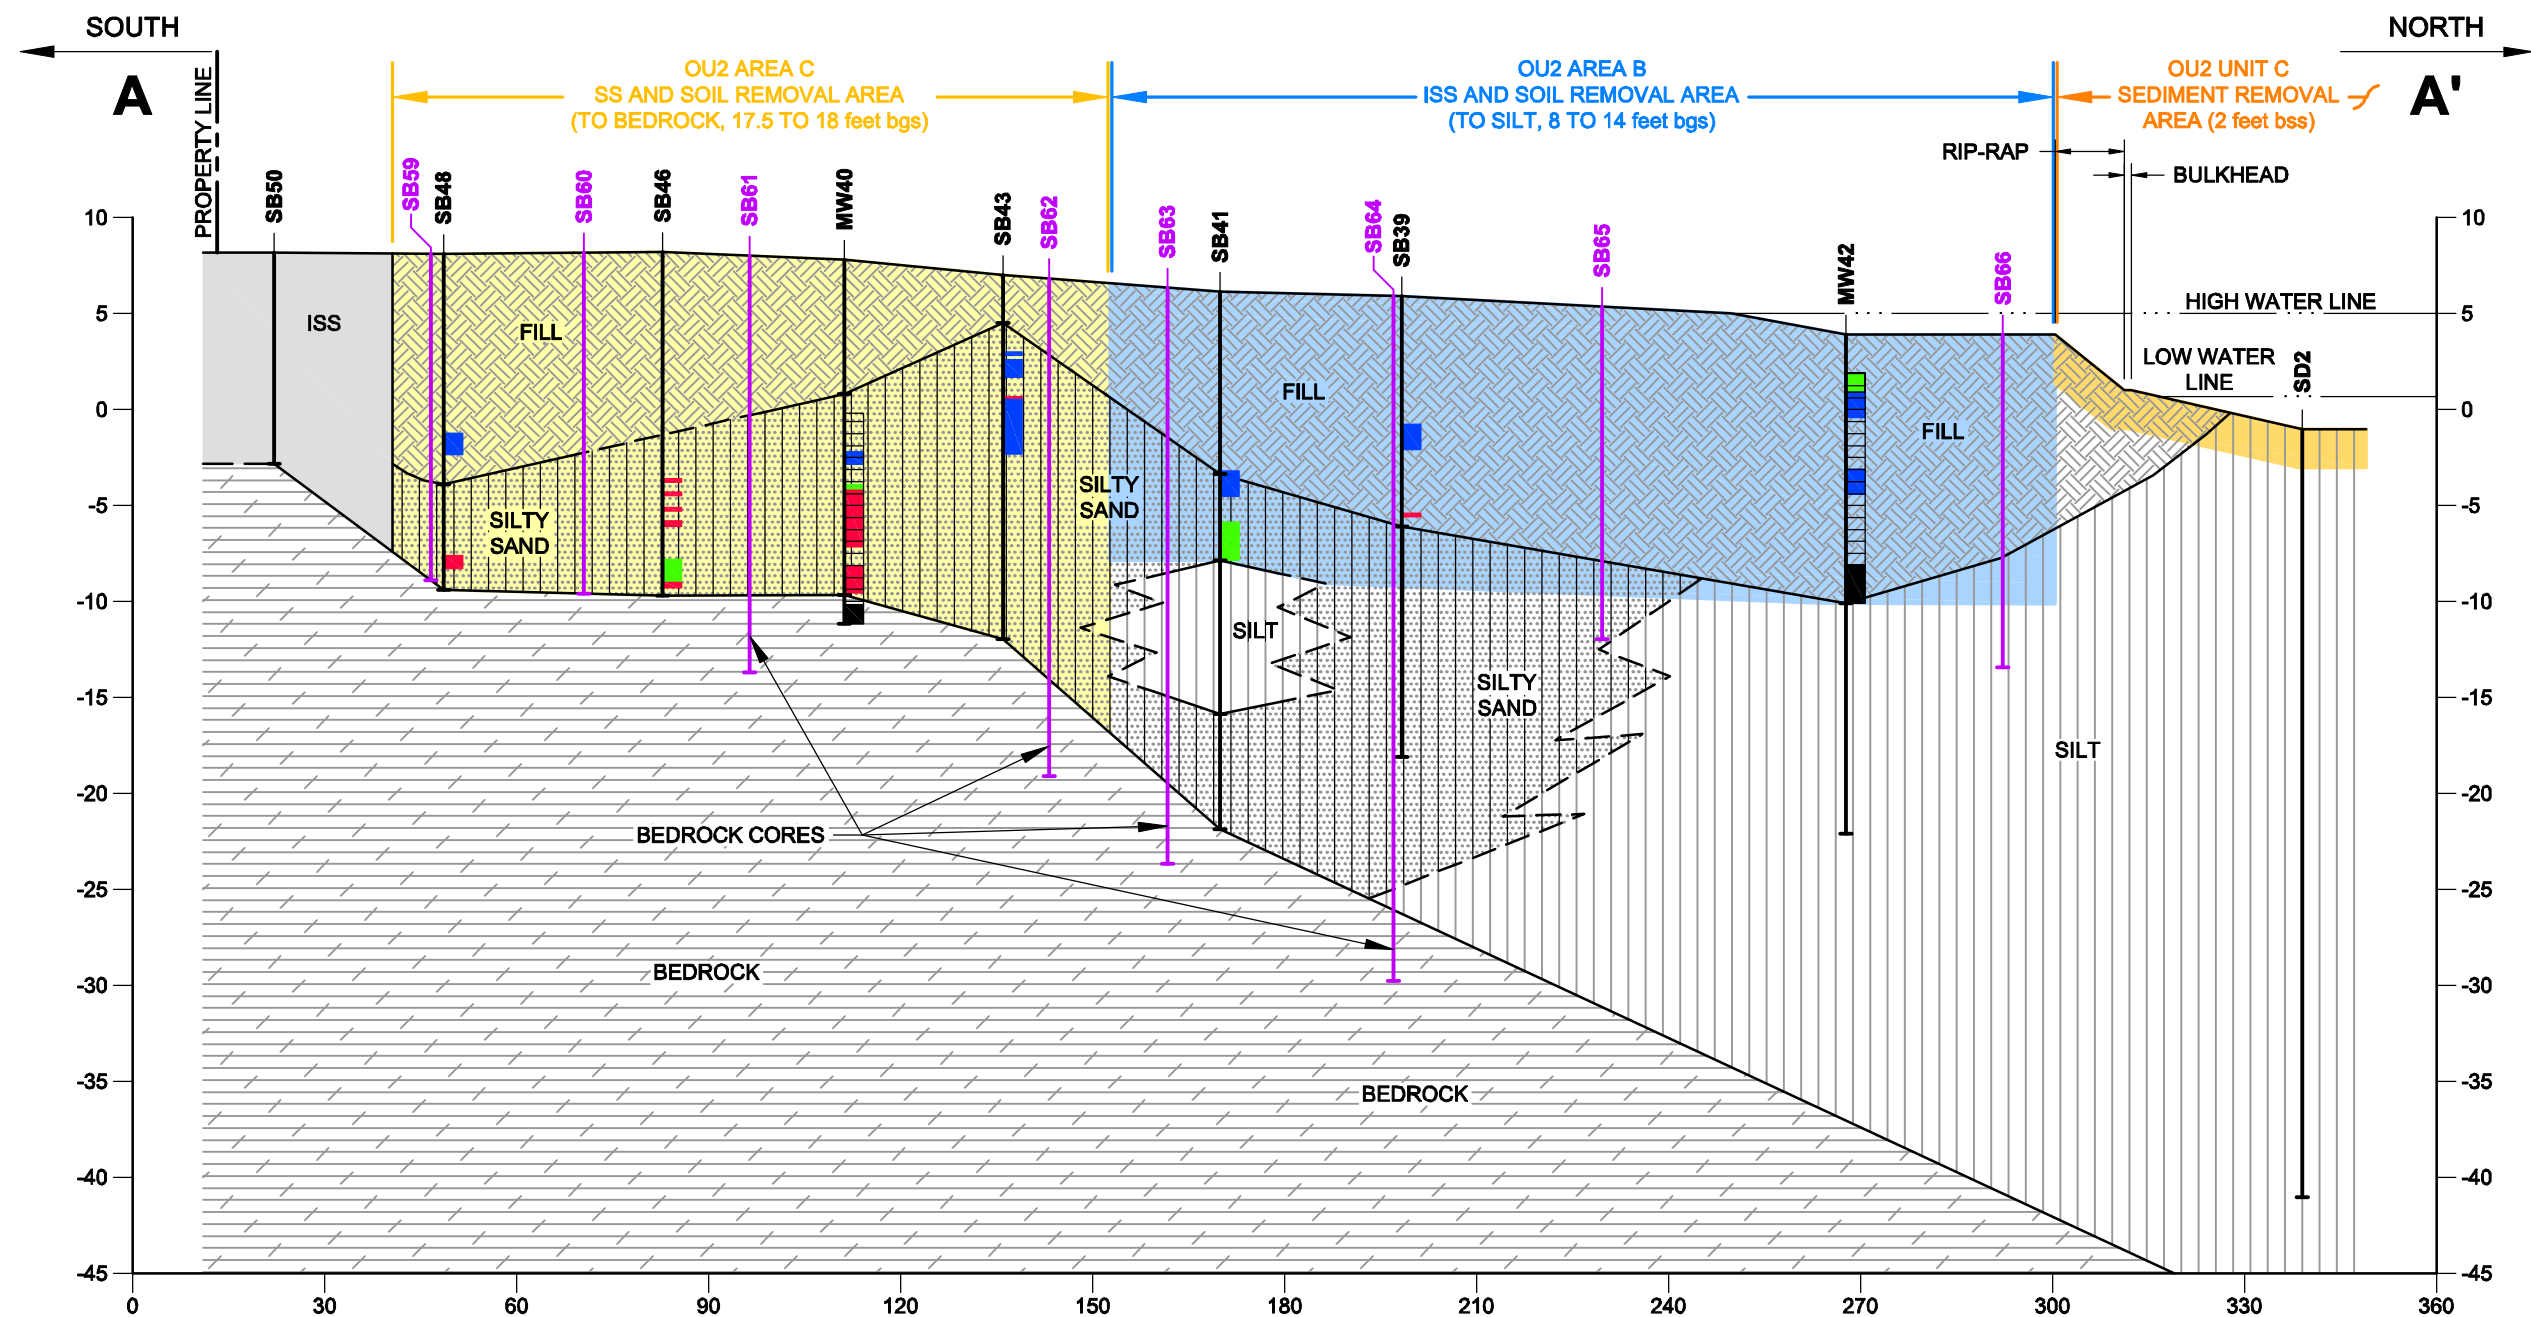 SOUTH
NORTH
A
A'
PROPERTY LINE
OU2 AREA C
SS AND SOIL REMOVAL AREA
(TO BEDROCK, 17.5 TO 18 feet bgs)
OU2 AREA B
ISS AND SOIL REMOVAL AREA
(TO SILT, 8 TO 14 feet bgs)
OU2 UNIT C
SEDIMENT REMOVAL
AREA (2 feet bss)
RIP-RAP
BULKHEAD
SB50
SB59
SB48
SB60
SB46
SB61
MW40
SB43
SB62
SB63
SB41
SB64
SB39
SB65
MW42
SB66
SD2
HIGH WATER LINE
LOW WATER
LINE
ISS
FILL
FILL
FILL
SILTY
SAND
SILTY
SAND
SILT
SILTY
SAND
SILT
BEDROCK CORES
BEDROCK
BEDROCK
10
5
0
-5
-10
-15
-20
-25
-30
-35
-40
-45
10
5
0
-5
-10
-15
-20
-25
-30
-35
-40
-45
0
30
60
90
120
150
180
210
240
270
300
330
360